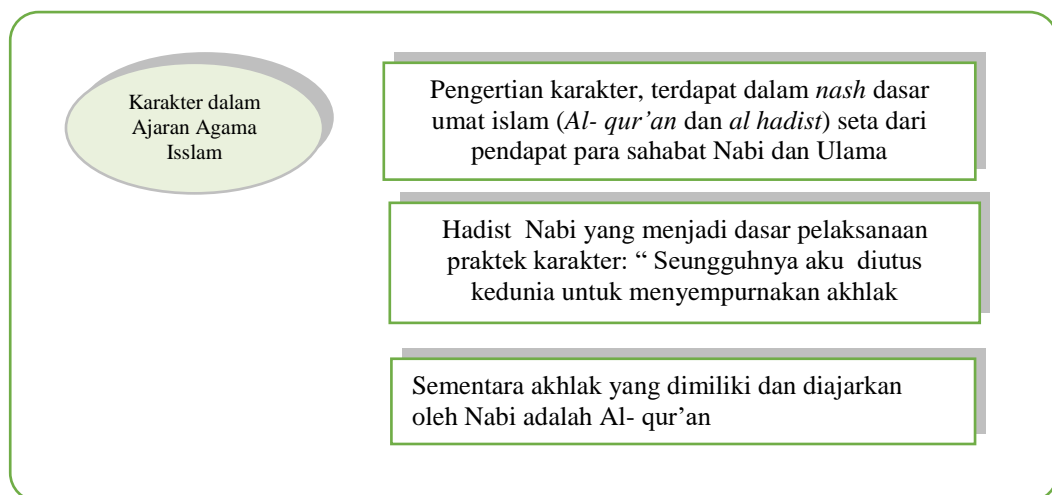 Karakter dalam
Ajaran Agama
Isslam
Pengertian karakter, terdapat dalam nash dasar
umat islam (Al- qur’an dan al hadist) seta dari
pendapat para sahabat Nabi dan Ulama
Hadist Nabi yang menjadi dasar pelaksanaan
praktek karakter: “ Seungguhnya aku diutus
kedunia untuk menyempurnakan akhlak
Sementara akhlak yang dimiliki dan diajarkan
oleh Nabi adalah Al- qur’an